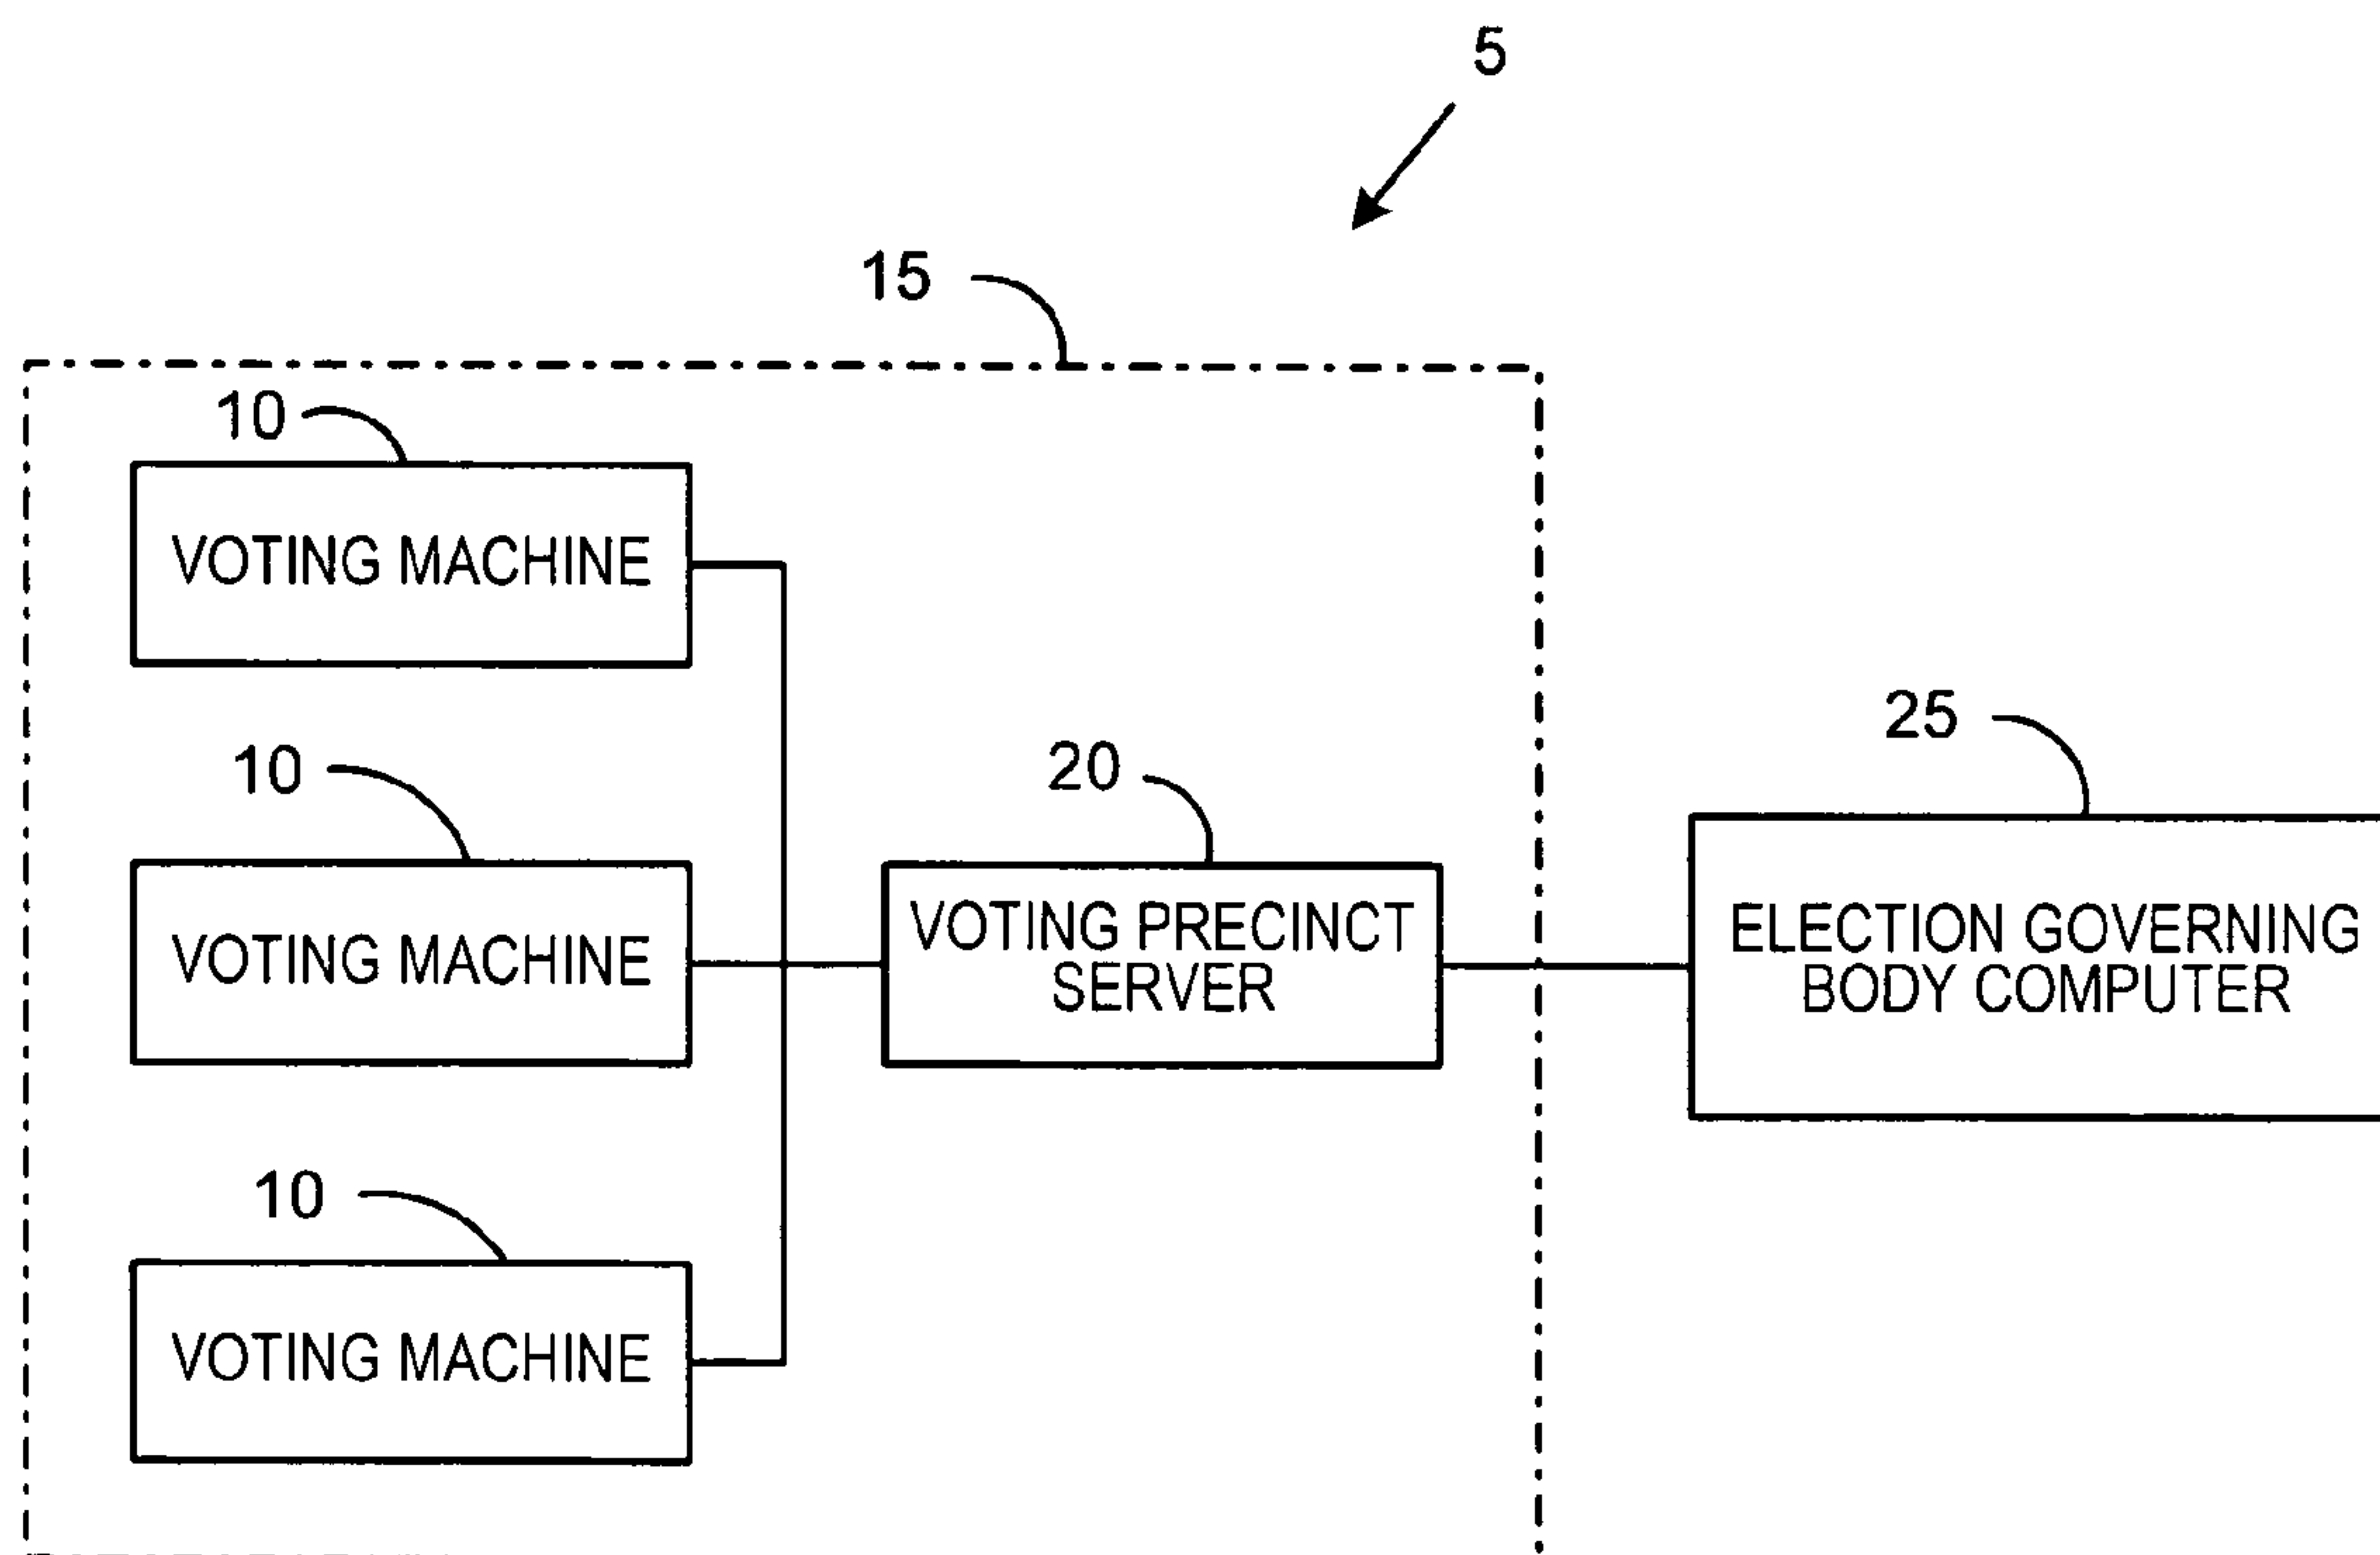 5
15
10
VOTING MACHINE
10
VOTING MACHINE
20
VOTING PRECINCT
SERVER
25
ELECTION GOVERNING
BODY COMPUTER
10
VOTING MACHINE